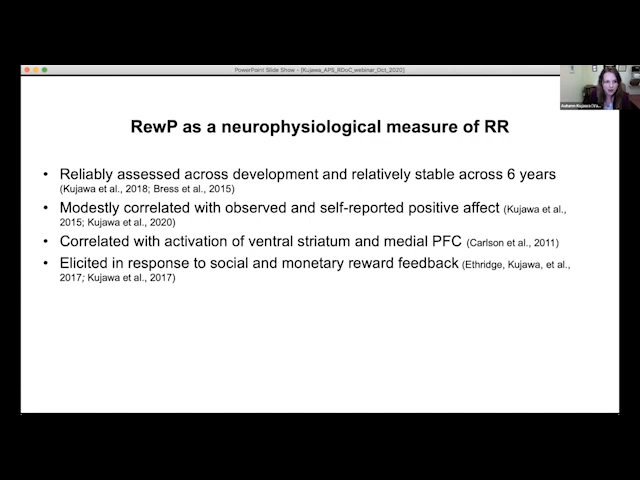 PowerPoint Slide Show - [Kujawa_APS_RDoC_webinar_Oct_2020]
Autumn Kujawa (Va...
RewP as a neurophysiological measure of RR
• Reliably assessed across development and relatively stable across 6 years
(Kujawa et al., 2018; Bress et al., 2015)
• Modestly correlated with observed and self-reported positive affect (Kujawa et al.,
2015; Kujawa et al., 2020)
• Correlated with activation of ventral striatum and medial PFC (Carlson et al., 2011)
• Elicited in response to social and monetary reward feedback (Ethridge, Kujawa, et al.,
2017; Kujawa et al., 2017)